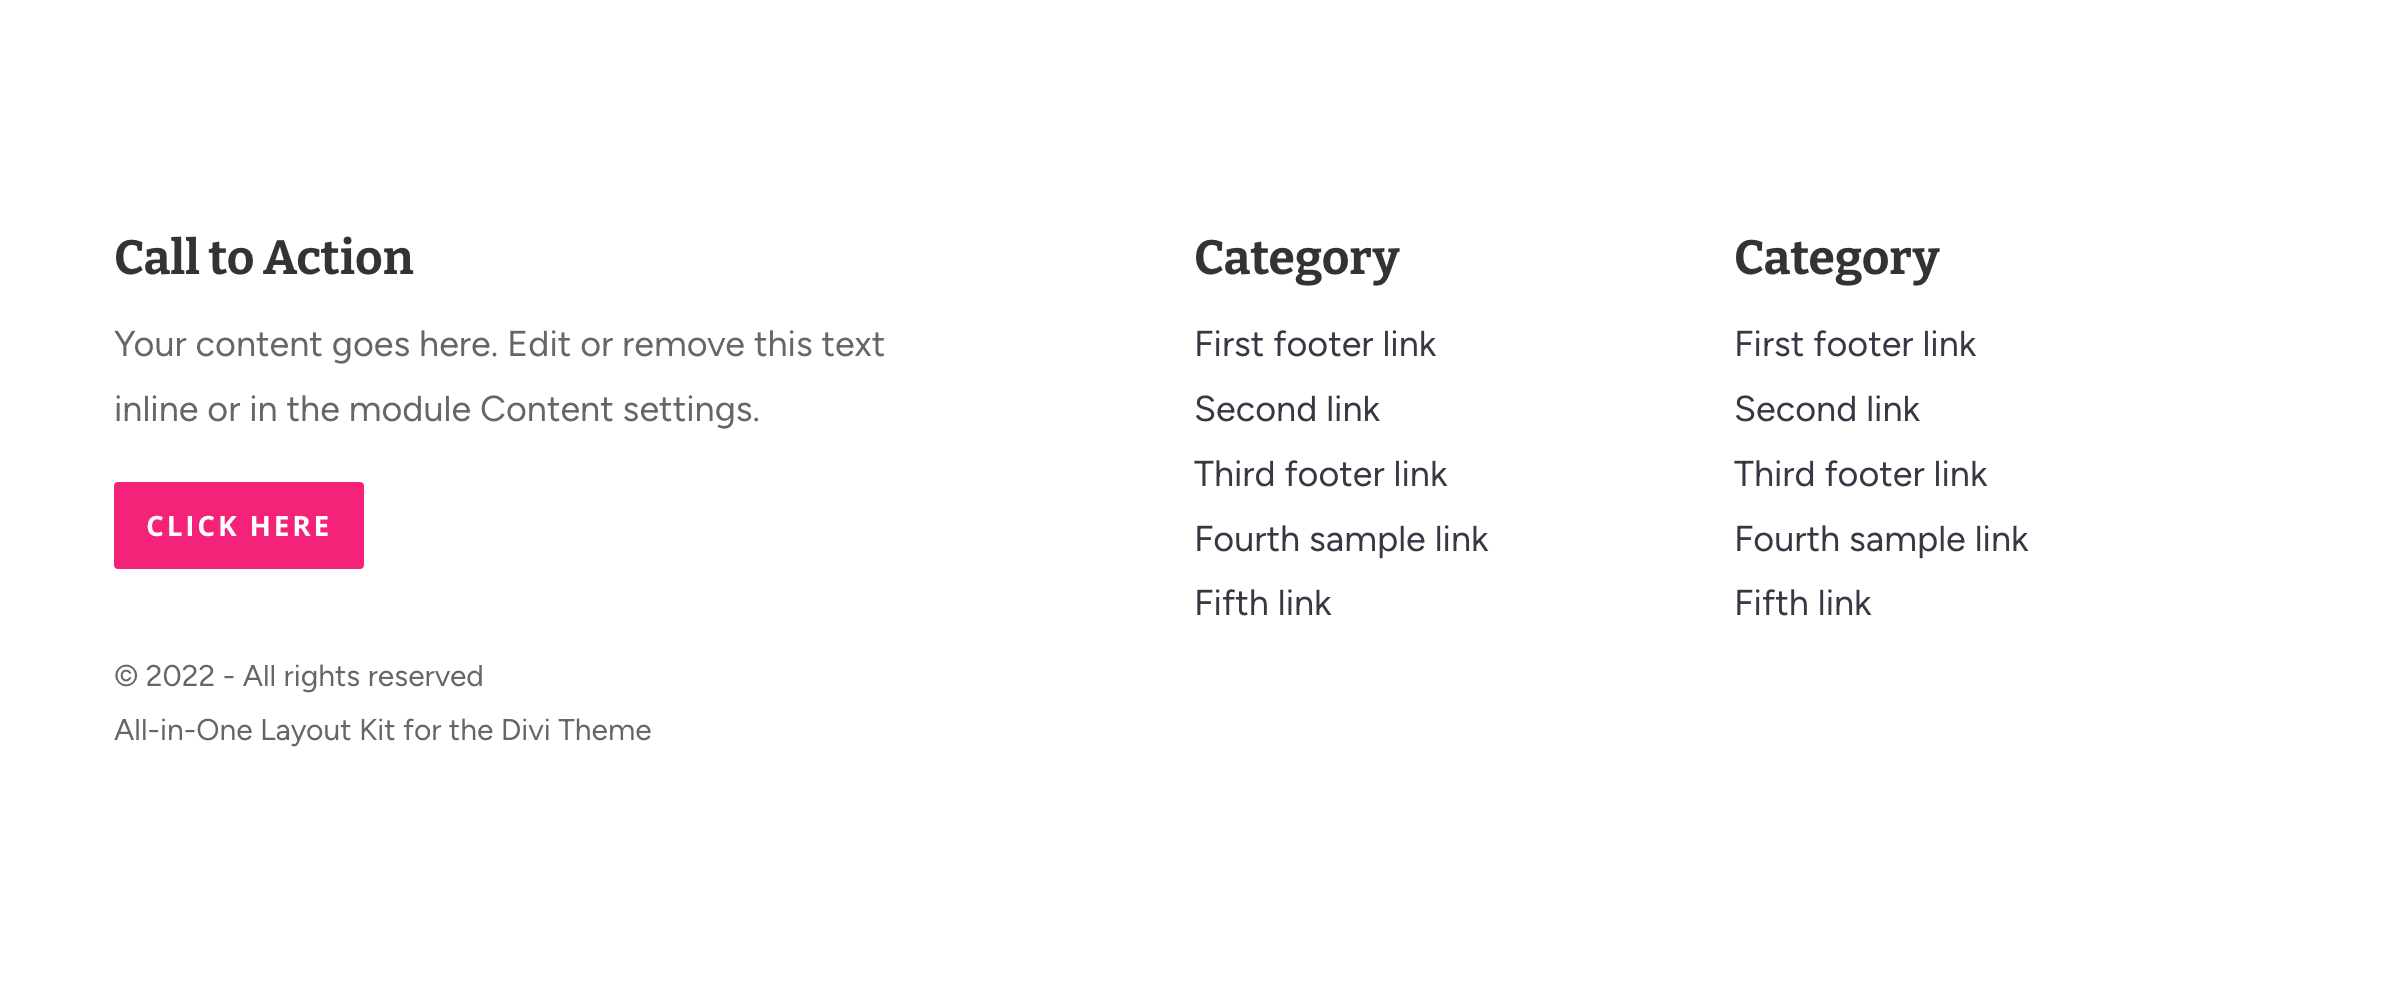 Call to Action
Your content goes here. Edit or remove this text
inline or in the module Content settings.
CLICK HERE
© 2022 - All rights reserved
All-in-One Layout Kit for the Divi Theme
Category
First footer link
Second link
Third footer link
Fourth sample link
Fifth link
Category
First footer link
Second link
Third footer link
Fourth sample link
Fifth link